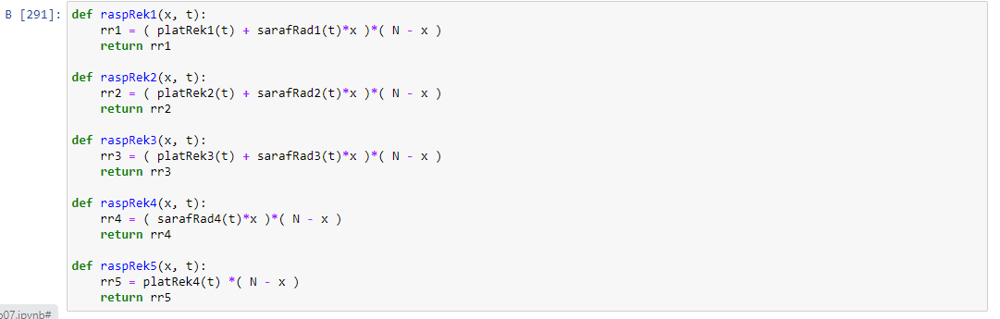 В [291]:
def raspRek1(x, t):
    rr1 = ( platRek1(t) + sarafRad1(t)*x )*( N - x )
    return rr1

def raspRek2(x, t):
    rr2 = ( platRek2(t) + sarafRad2(t)*x )*( N - x )
    return rr2

def raspRek3(x, t):
    rr3 = ( platRek3(t) + sarafRad3(t)*x )*( N - x )
    return rr3

def raspRek4(x, t):
    rr4 = ( sarafRad4(t)*x )*( N - x )
    return rr4

def raspRek5(x, t):
    rr5 = platRek4(t) *( N - x )
    return rr5
b07.ipynb#